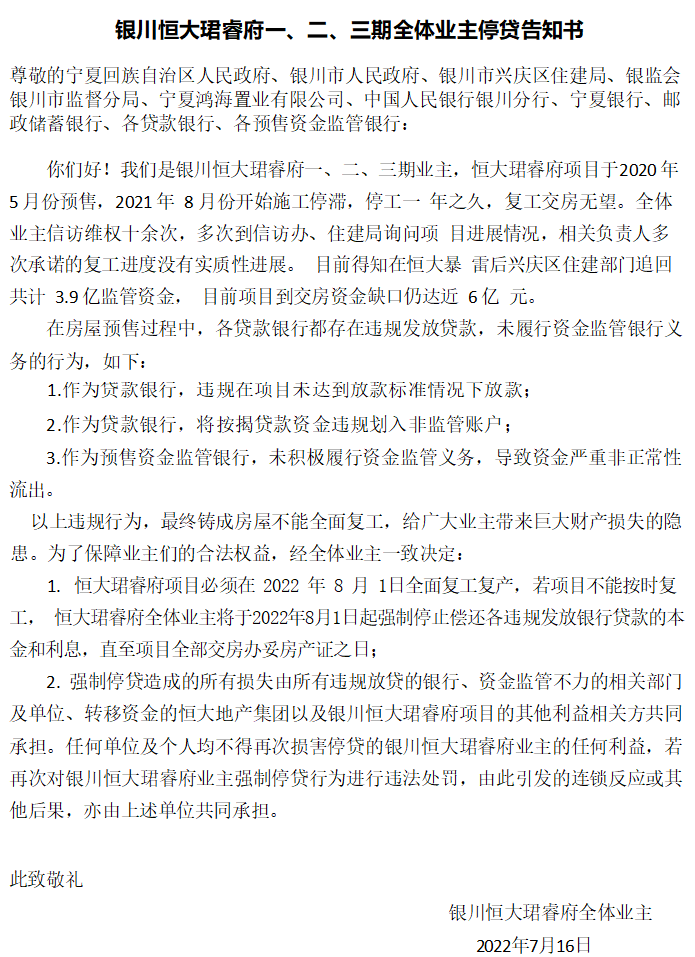 银川恒大珺睿府一、二、三期全体业主停贷告知书
尊敬的宁夏回族自治区人民政府、银川市人民政府、银川市兴庆区住建局、银监会
银川市监督分局、宁夏鸿海置业有限公司、中国人民银行银川分行、宁夏银行、邮
政储蓄银行、各贷款银行、各预售资金监管银行：
你们好！我们是银川恒大珺睿府一、二、三期业主，恒大珺睿府项目于2020 年
5 月份预售，2021 年 8 月份开始施工停滞，停工一 年之久，复工交房无望。全体
业主信访维权十余次，多次到信访办、住建局询问项 目进展情况，相关负责人多
次承诺的复工进度没有实质性进展。 目前得知在恒大暴 雷后兴庆区住建部门追回
共计 3.9 亿监管资金， 目前项目到交房资金缺口仍达近 6 亿 元。
在房屋预售过程中，各贷款银行都存在违规发放贷款，未履行资金监管银行义
务的行为，如下：
1.作为贷款银行，违规在项目未达到放款标准情况下放款；
2.作为贷款银行，将按揭贷款资金违规划入非监管账户；
3.作为预售资金监管银行，未积极履行资金监管义务，导致资金严重非正常性
流出。
以上违规行为，最终铸成房屋不能全面复工，给广大业主带来巨大财产损失的隐
患。为了保障业主们的合法权益，经全体业主一致决定：
1. 恒大珺睿府项目必须在 2022 年 8 月 1日全面复工复产，若项目不能按时复
工， 恒大珺睿府全体业主将于2022年8月1日起强制停止偿还各违规发放银行贷款的本
金和利息，直至项目全部交房办妥房产证之日；
2. 强制停贷造成的所有损失由所有违规放贷的银行、资金监管不力的相关部门
及单位、转移资金的恒大地产集团以及银川恒大珺睿府项目的其他利益相关方共同
承担。任何单位及个人均不得再次损害停贷的银川恒大珺睿府业主的任何利益，若
再次对银川恒大珺睿府业主强制停贷行为进行违法处罚，由此引发的连锁反应或其
他后果，亦由上述单位共同承担。
此致敬礼
银川恒大珺睿府全体业主
2022年7月16日